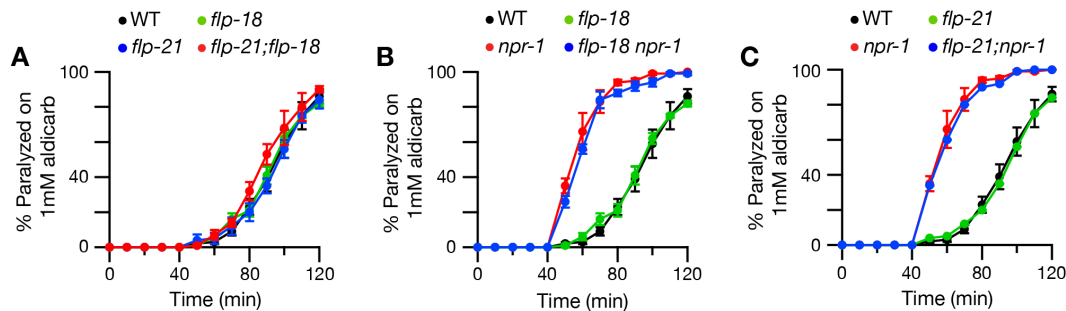 A
WT flp-18
flp-21 flp-21;flp-18
% Paralyzed on
1mM aldicarb
100
40
0
0 40 80 120
Time (min)
B
WT flp-18
npr-1 flp-18 npr-1
% Paralyzed on
1mM aldicarb
100
40
0
0 40 80 120
Time (min)
C
WT flp-21
npr-1 flp-21;npr-1
% Paralyzed on
1mM aldicarb
100
40
0
0 40 80 120
Time (min)